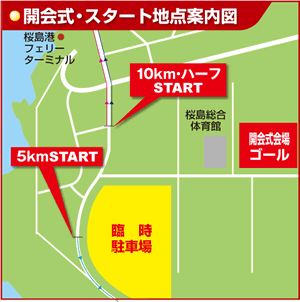 開会式・スタート地点案内図
桜島港
フェリー
ターミナル
10km・ハーフ
START
桜島総合
体育館
開会式会場
ゴール
5kmSTART
臨 時
駐車場